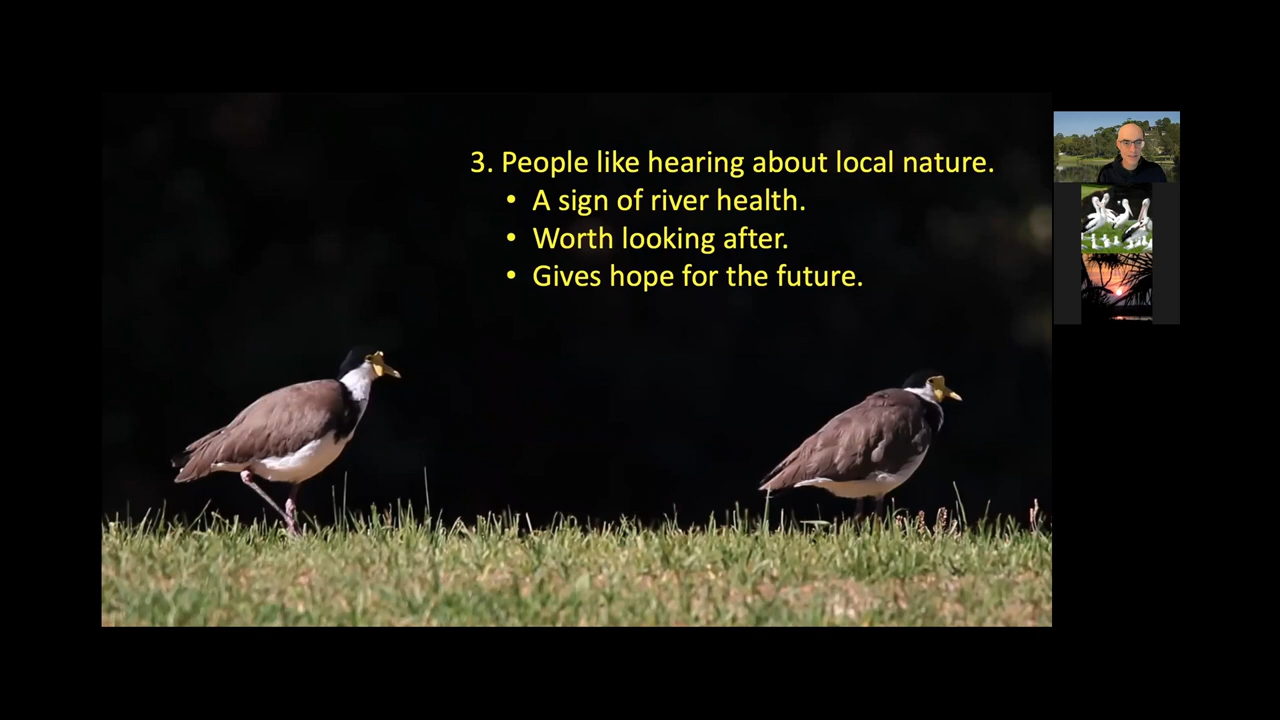 3. People like hearing about local nature.
• A sign of river health.
• Worth looking after.
• Gives hope for the future.